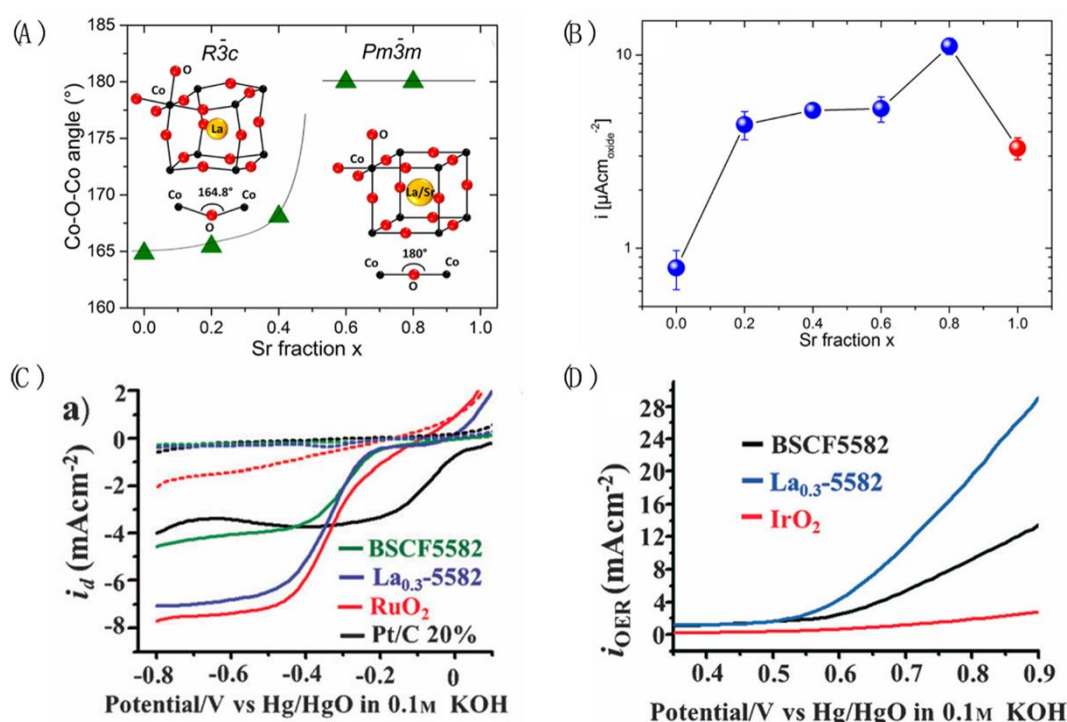 (A)
185
180
175
170
165
160
Co-O-Co angle (°)
R3̄c
Pm3̄m
O
Co
La
164.8°
Co
Co
O
O
Co
La/Sr
180°
Co
Co
O
0.0 0.2 0.4 0.6 0.8 1.0
Sr fraction x
(B)
10
1
i [µAcm⁻²oxide]
0.0 0.2 0.4 0.6 0.8 1.0
Sr fraction x
(C)
a)
2
0
-2
-4
-6
-8
i_d (mAcm⁻²)
BSCF5582
La₀.₃-5582
RuO₂
Pt/C 20%
-0.8 -0.6 -0.4 -0.2 0
Potential/V vs Hg/HgO in 0.1M KOH
(D)
28
24
20
16
12
8
4
0
i_OER (mAcm⁻²)
BSCF5582
La₀.₃-5582
IrO₂
0.4 0.5 0.6 0.7 0.8 0.9
Potential/V vs Hg/HgO in 0.1M KOH